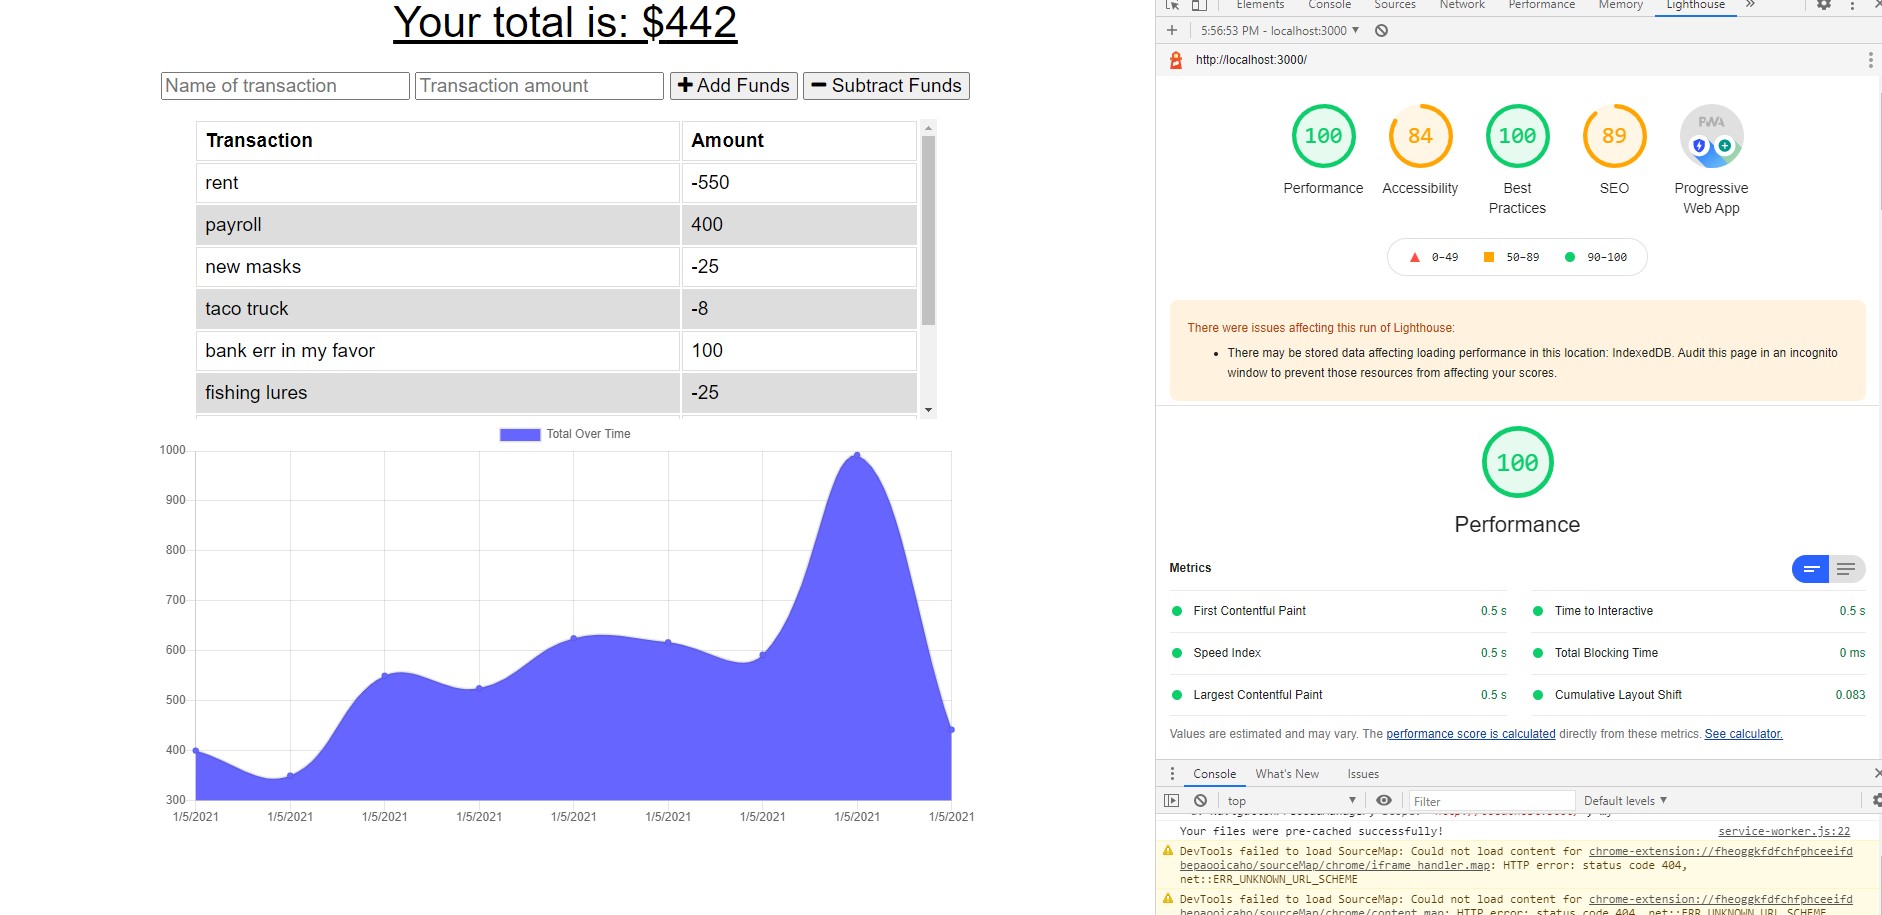 Your total is: $442
Name of transaction
Transaction amount
Add Funds
Subtract Funds
Transaction Amount
rent -550
payroll 400
new masks -25
taco truck -8
bank err in my favor 100
fishing lures -25
Total Over Time
1000
900
800
700
600
500
400
300
1/5/2021 1/5/2021 1/5/2021 1/5/2021 1/5/2021 1/5/2021 1/5/2021 1/5/2021 1/5/2021
Elements Console Sources Network Performance Memory Lighthouse »
5:56:53 PM - localhost:3000
http://localhost:3000/
100 84 100 89 PWA
Performance Accessibility Best Practices SEO Progressive Web App
0-49 50-89 90-100
There were issues affecting this run of Lighthouse:
There may be stored data affecting loading performance in this location: IndexedDB. Audit this page in an incognito
window to prevent those resources from affecting your scores.
100
Performance
Metrics
First Contentful Paint 0.5 s
Time to Interactive 0.5 s
Speed Index 0.5 s
Total Blocking Time 0 ms
Largest Contentful Paint 0.5 s
Cumulative Layout Shift 0.083
Values are estimated and may vary. The performance score is calculated directly from these metrics. See calculator.
Console What's New Issues
top Filter Default levels
Your files were pre-cached successfully! service-worker.js:22
DevTools failed to load SourceMap: Could not load content for chrome-extension://fheoggkfdfchfphceeifd
bepaooicaho/sourceMap/chrome/iframe_handler.map: HTTP error: status code 404,
net::ERR_UNKNOWN_URL_SCHEME
DevTools failed to load SourceMap: Could not load content for chrome-extension://fheoggkfdfchfphceeifd
bepaooicaho/sourceMap/chrome/content.map: HTTP error: status code 404, net::ERR_UNKNOWN_URL_SCHEME